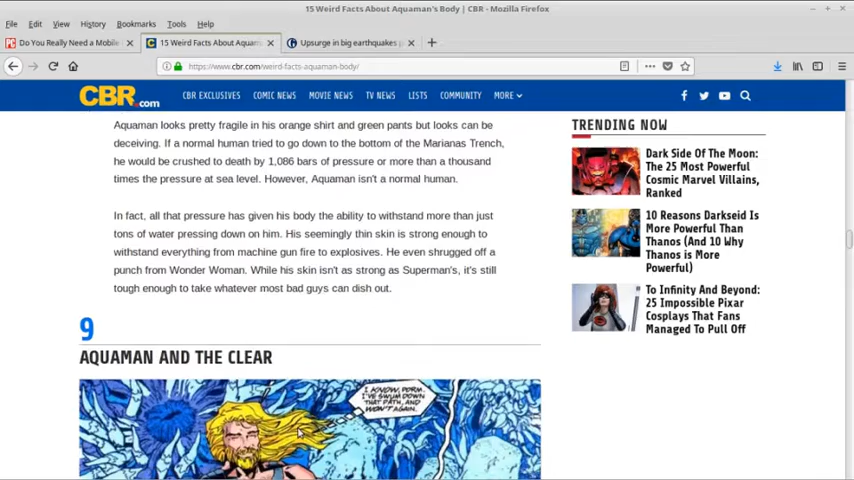 15 Weird Facts About Aquaman's Body | CBR - Mozilla Firefox
File Edit View History Bookmarks Tools Help
Do You Really Need a Mobile
15 Weird Facts About Aquam
Upsurge in big earthquakes p
https://www.cbr.com/weird-facts-aquaman-body/
CBR.com
CBR EXCLUSIVES COMIC NEWS MOVIE NEWS TV NEWS LISTS COMMUNITY MORE
Aquaman looks pretty fragile in his orange shirt and green pants but looks can be
deceiving. If a normal human tried to go down to the bottom of the Marianas Trench,
he would be crushed to death by 1,086 bars of pressure or more than a thousand
times the pressure at sea level. However, Aquaman isn't a normal human.
In fact, all that pressure has given his body the ability to withstand more than just
tons of water pressing down on him. His seemingly thin skin is strong enough to
withstand everything from machine gun fire to explosives. He even shrugged off a
punch from Wonder Woman. While his skin isn't as strong as Superman's, it's still
tough enough to take whatever most bad guys can dish out.
9
AQUAMAN AND THE CLEAR
I KNOW, PORM.
I'VE SWUM DOWN
THAT PATH, AND
WON'T AGAIN.
TRENDING NOW
Dark Side Of The Moon:
The 25 Most Powerful
Cosmic Marvel Villains,
Ranked
10 Reasons Darkseid Is
More Powerful Than
Thanos (And 10 Why
Thanos is More
Powerful)
To Infinity And Beyond:
25 Impossible Pixar
Cosplays That Fans
Managed To Pull Off